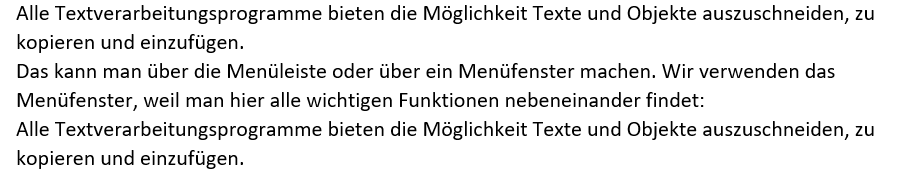 Alle Textverarbeitungsprogramme bieten die Möglichkeit Texte und Objekte auszuschneiden, zu
kopieren und einzufügen.
Das kann man über die Menüleiste oder über ein Menüfenster machen. Wir verwenden das
Menüfenster, weil man hier alle wichtigen Funktionen nebeneinander findet:
Alle Textverarbeitungsprogramme bieten die Möglichkeit Texte und Objekte auszuschneiden, zu
kopieren und einzufügen.